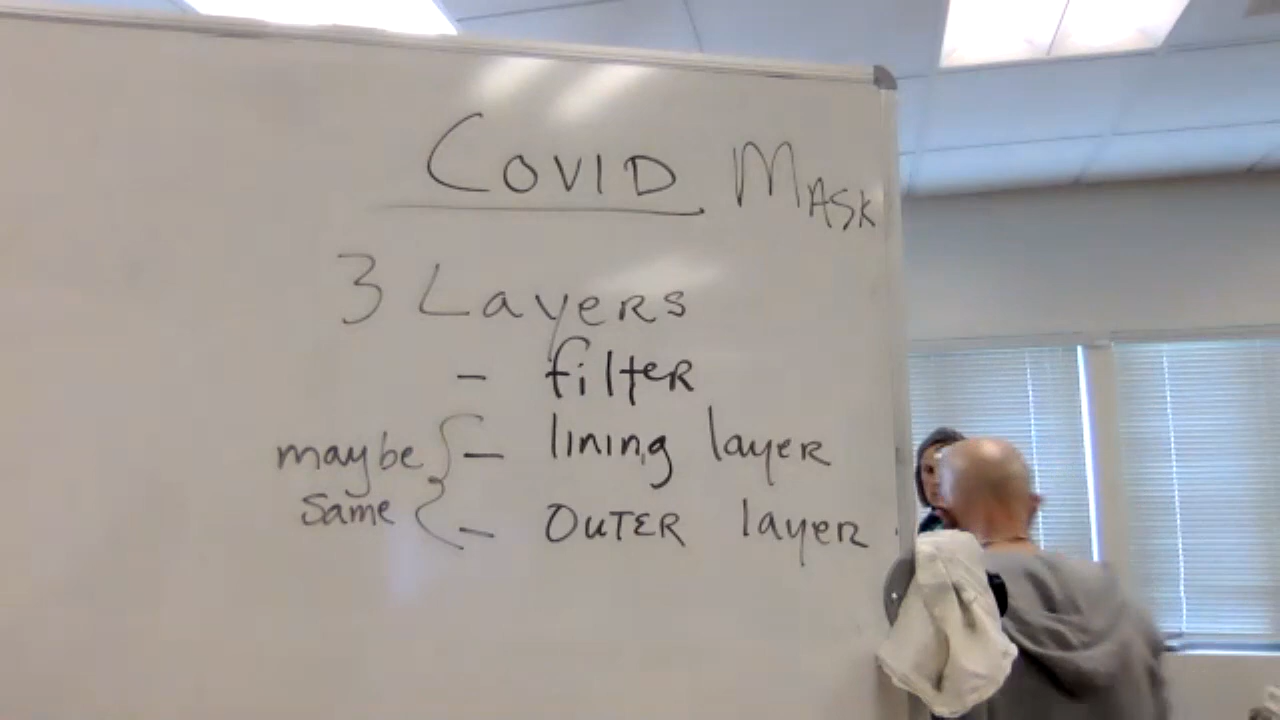 COVID MASK
3 Layers
- filter
maybe { - lining layer
same { - OUTER layer